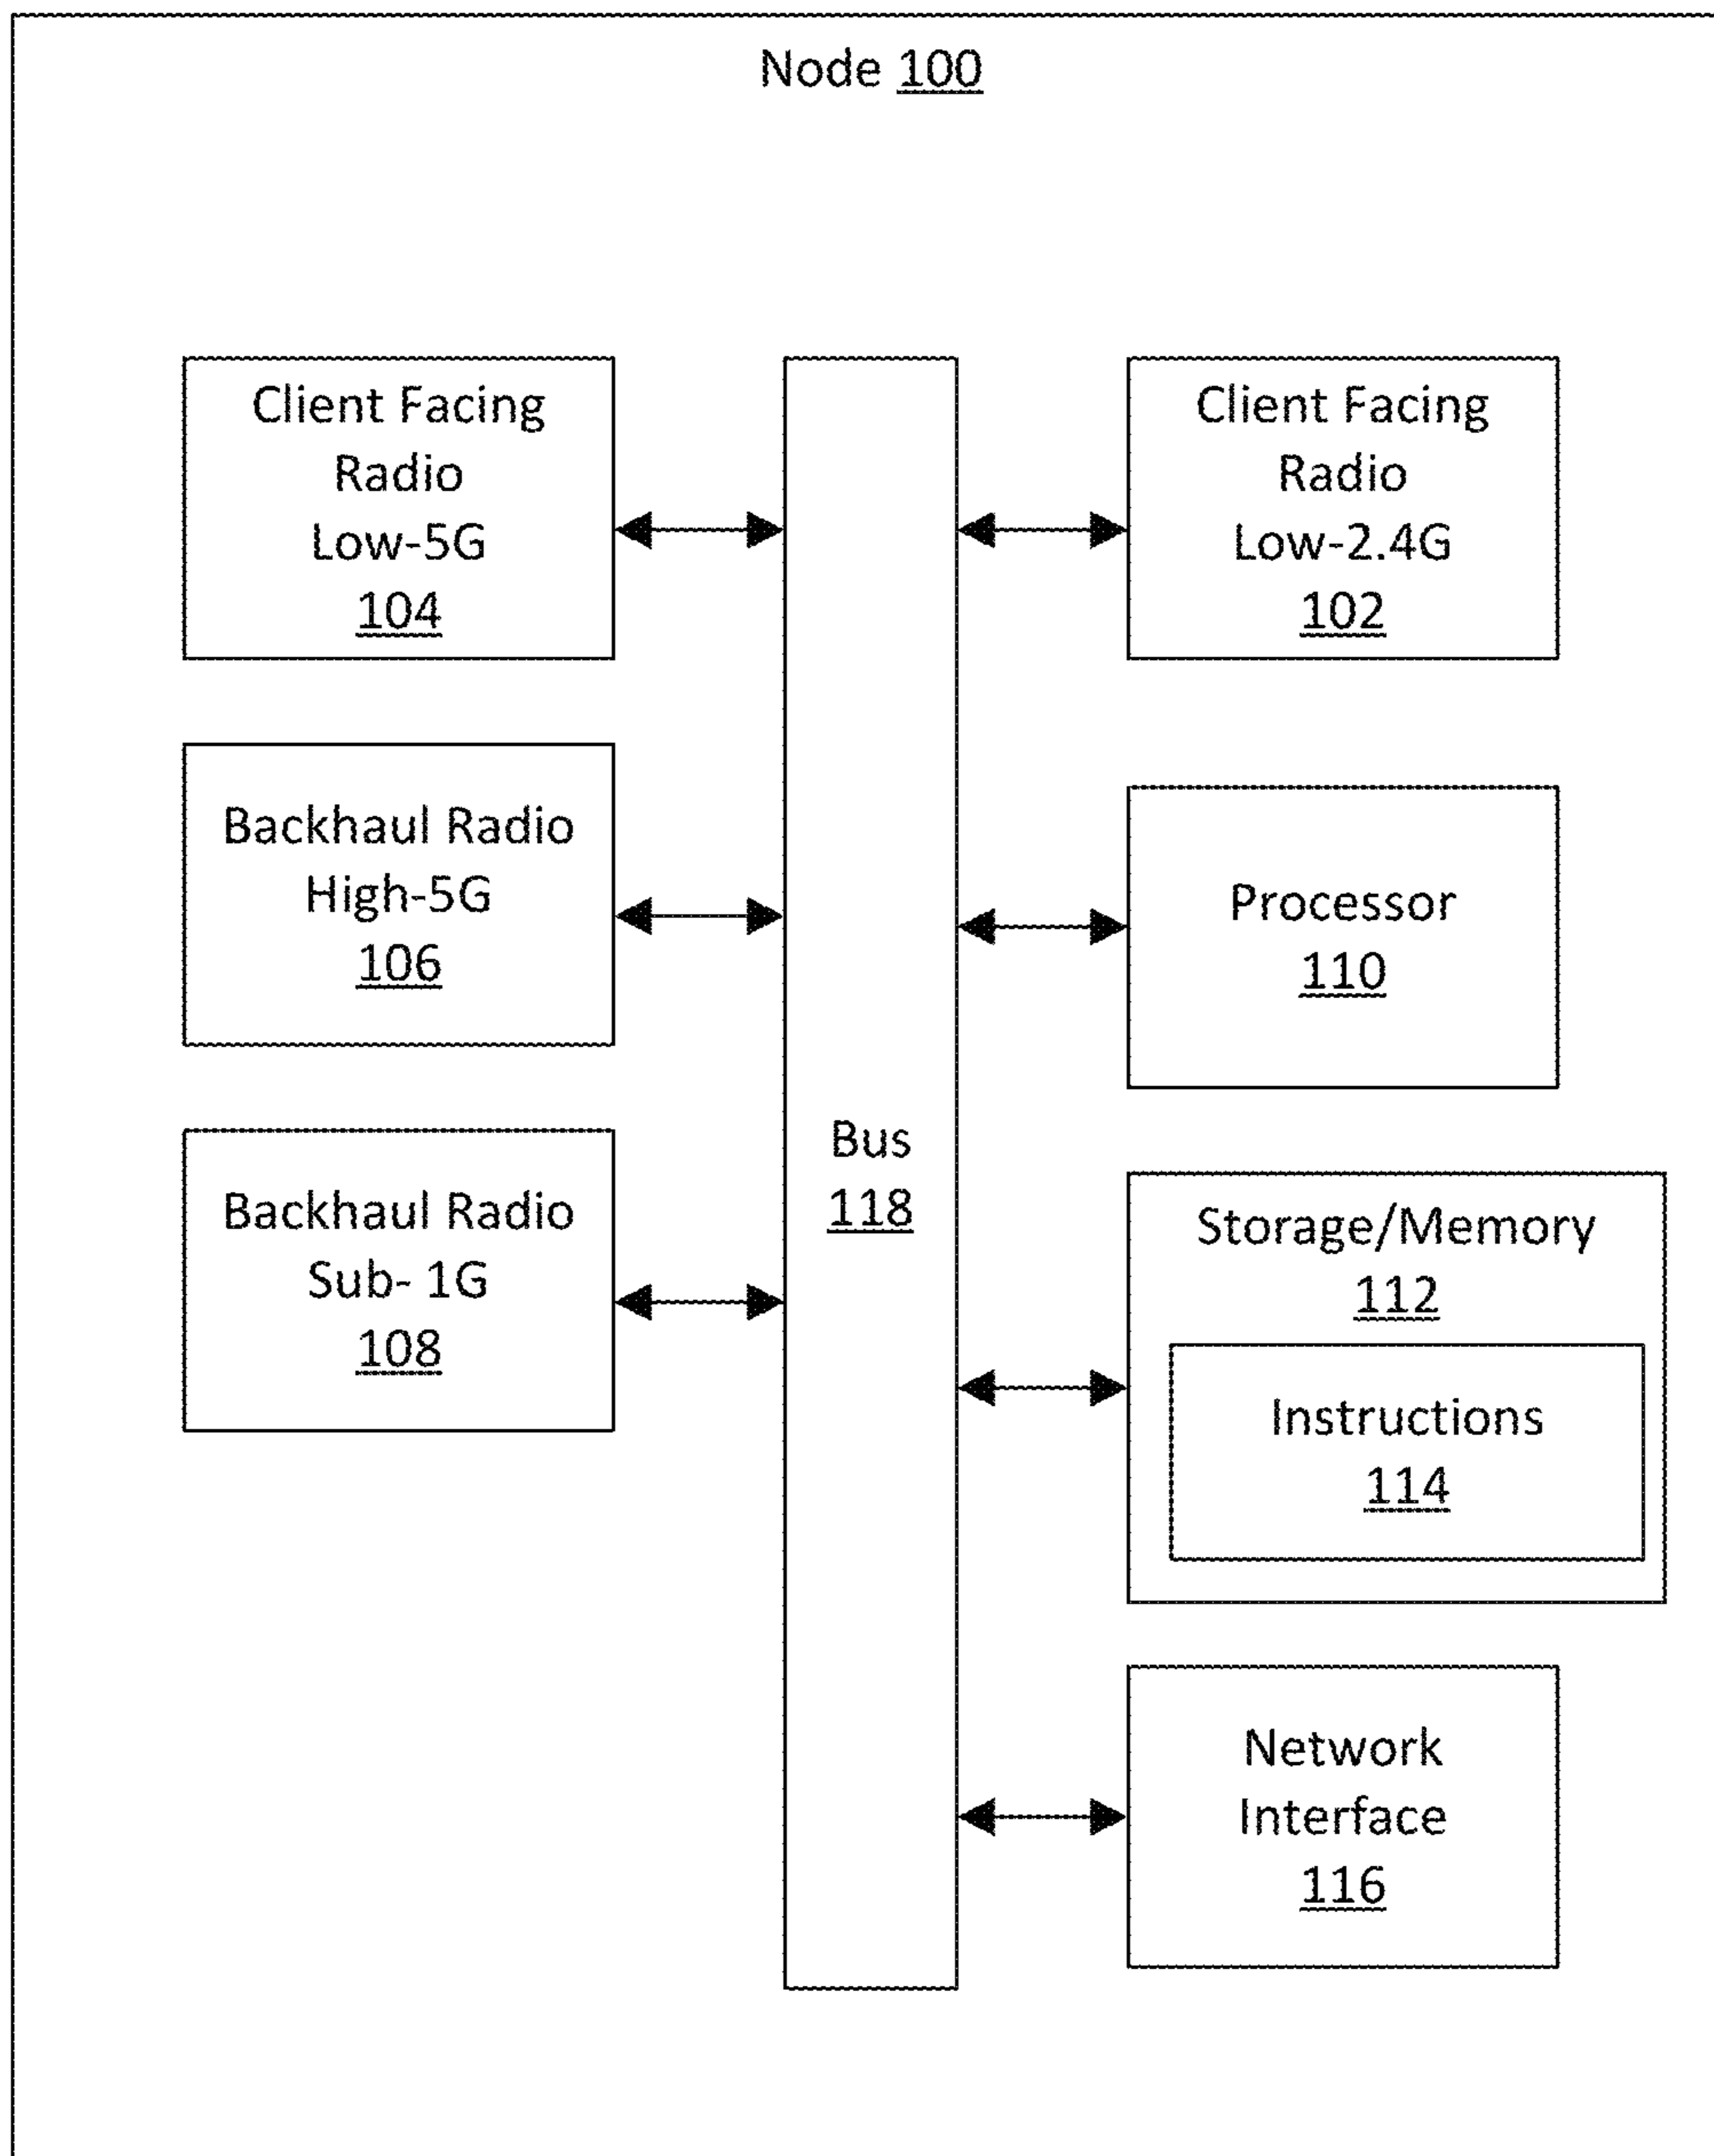 Node 100
Client Facing
Radio
Low-5G
104
Client Facing
Radio
Low-2.4G
102
Backhaul Radio
High-5G
106
Processor
110
Backhaul Radio
Sub- 1G
108
Bus
118
Storage/Memory
112
Instructions
114
Network
Interface
116